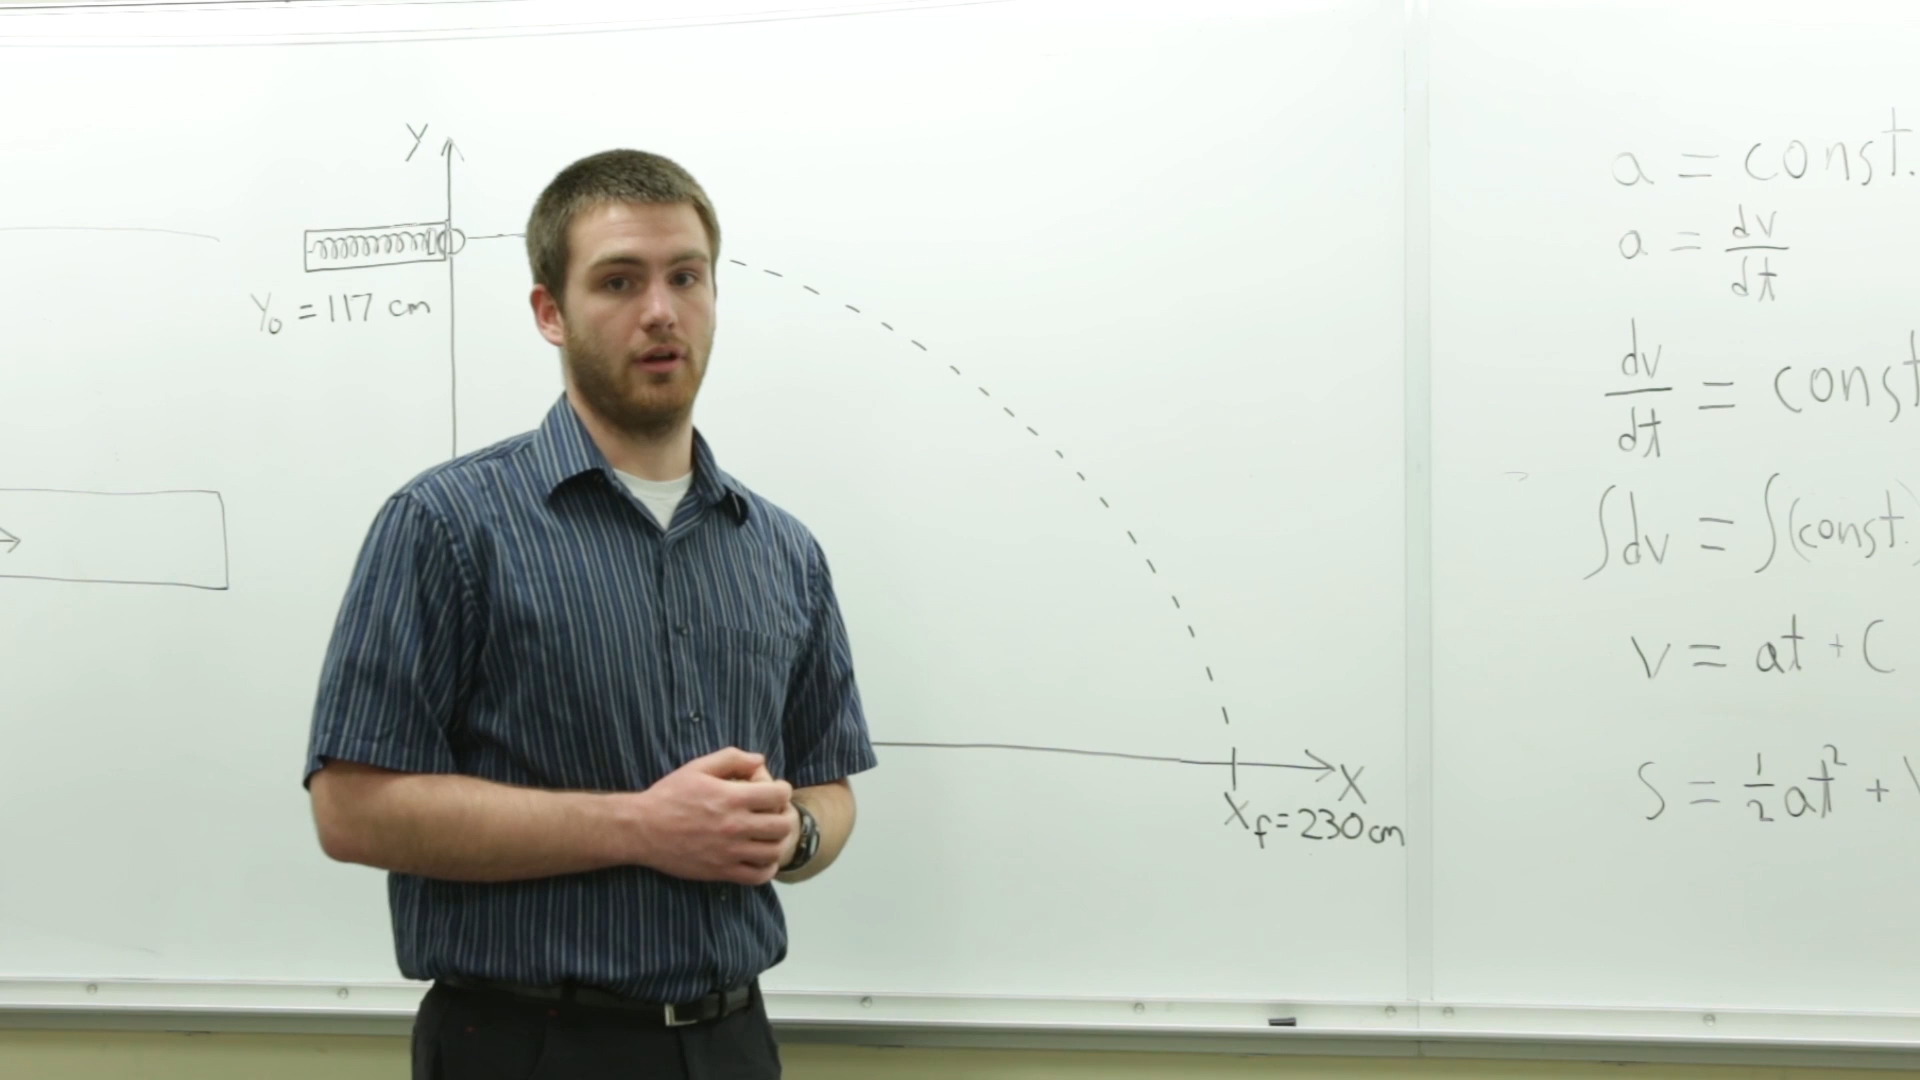 Y
Y₀ = 117 cm
X
X_f = 230 cm
a = const.
a = dv/dt
dv/dt = const
∫dv = ∫(const.)
v = at + C
S = ½at² +